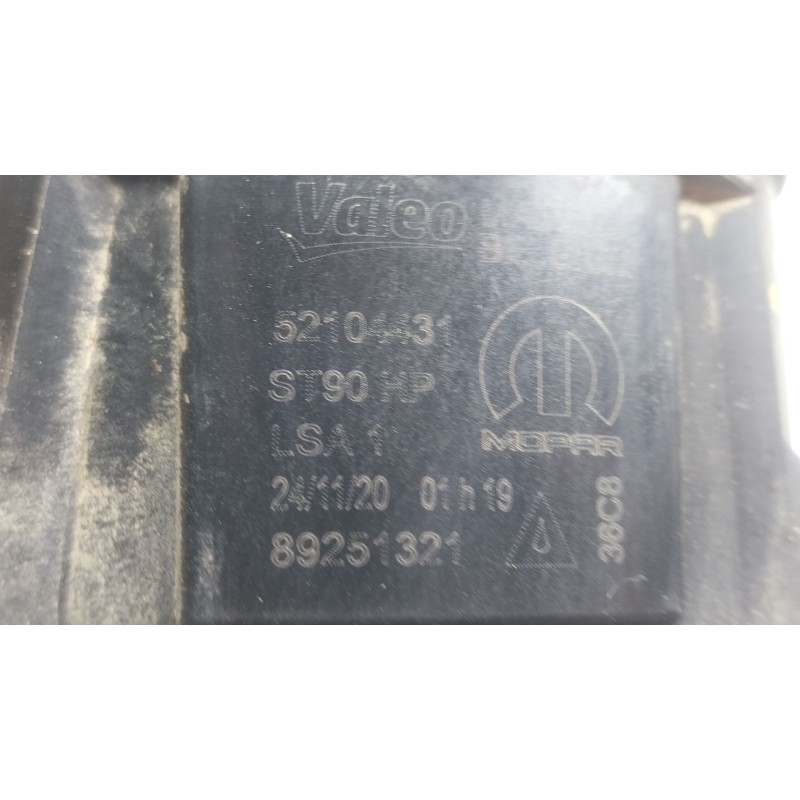 Valeo
52104431
ST90 HP
LSA 1
MOPAR
24/11/20 01 h 19
36C8
89251321